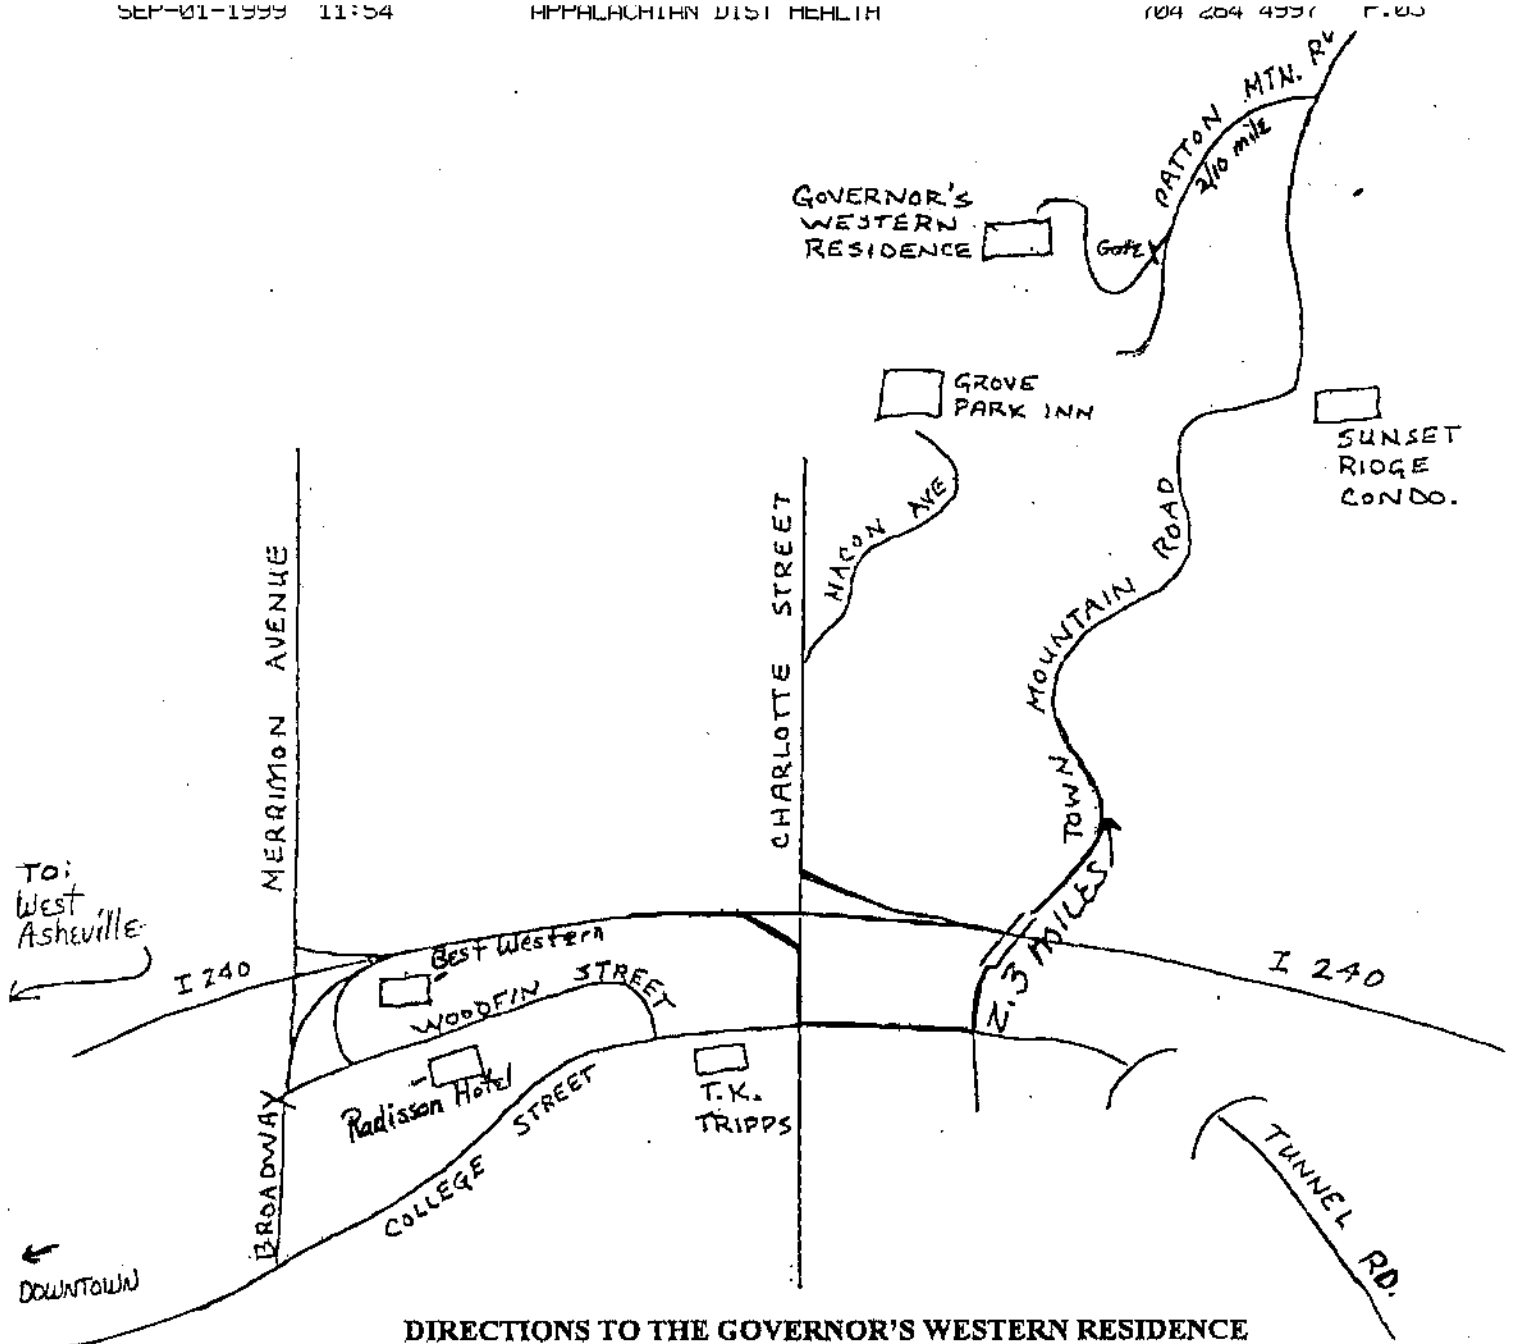 SEP-01-1999 11:54 APPALACHIAN DIST HEALTH 704 264 4997 P.03
PATTON MTN. Rd
2/10 mile
GOVERNOR'S
WESTERN
RESIDENCE
Gate
GROVE
PARK INN
SUNSET
RIDGE
CONDO.
MACON AVE
MERRIMON AVENUE
CHARLOTTE STREET
TOWN MOUNTAIN ROAD
MILES
TO:
West
Asheville
I 240
Best Western
WOODFIN STREET
I 240
Radisson Hotel
T.K.
TRIPPS
BROADWAY
COLLEGE STREET
TUNNEL RD.
DOWNTOWN
DIRECTIONS TO THE GOVERNOR'S WESTERN RESIDENCE